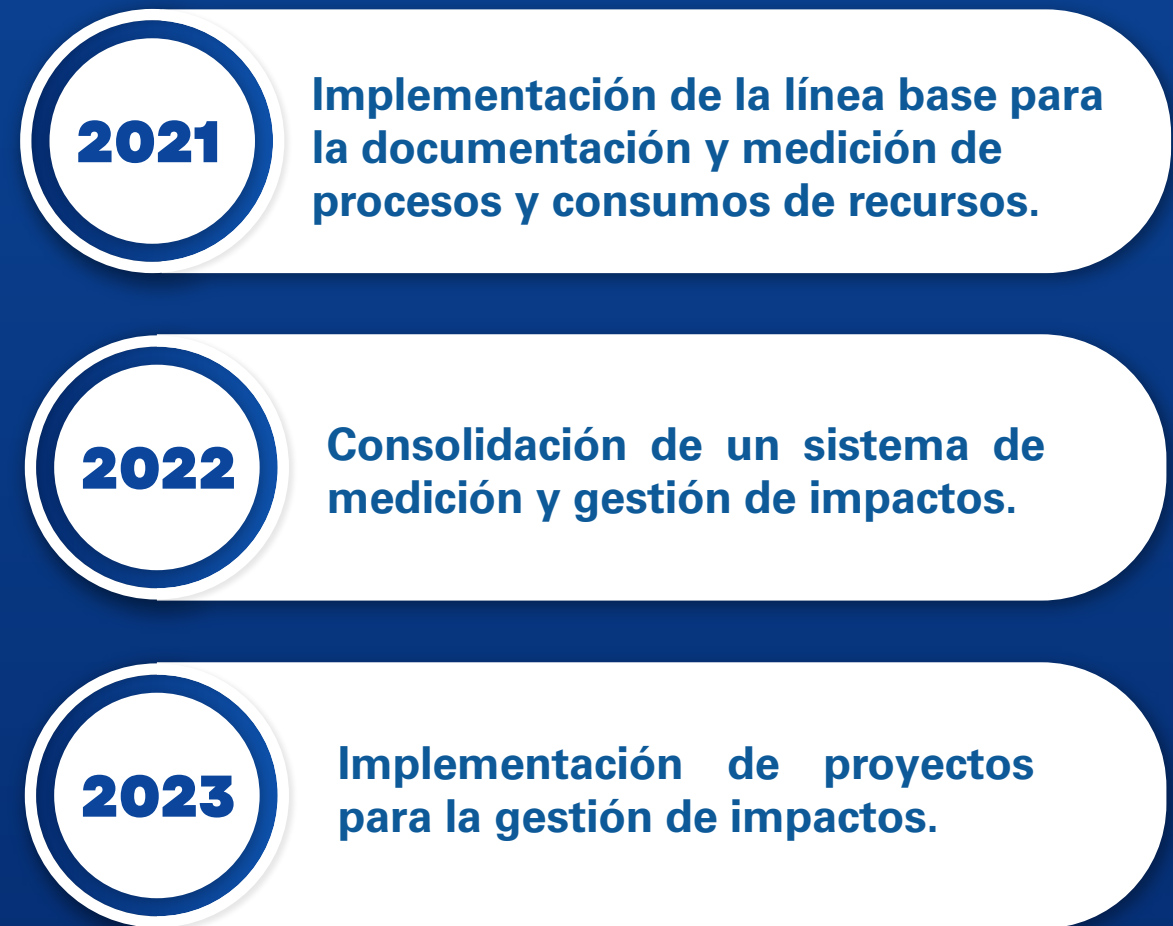 2021
Implementación de la línea base para
la documentación y medición de
procesos y consumos de recursos.
2022
Consolidación de un sistema de
medición y gestión de impactos.
2023
Implementación de proyectos
para la gestión de impactos.